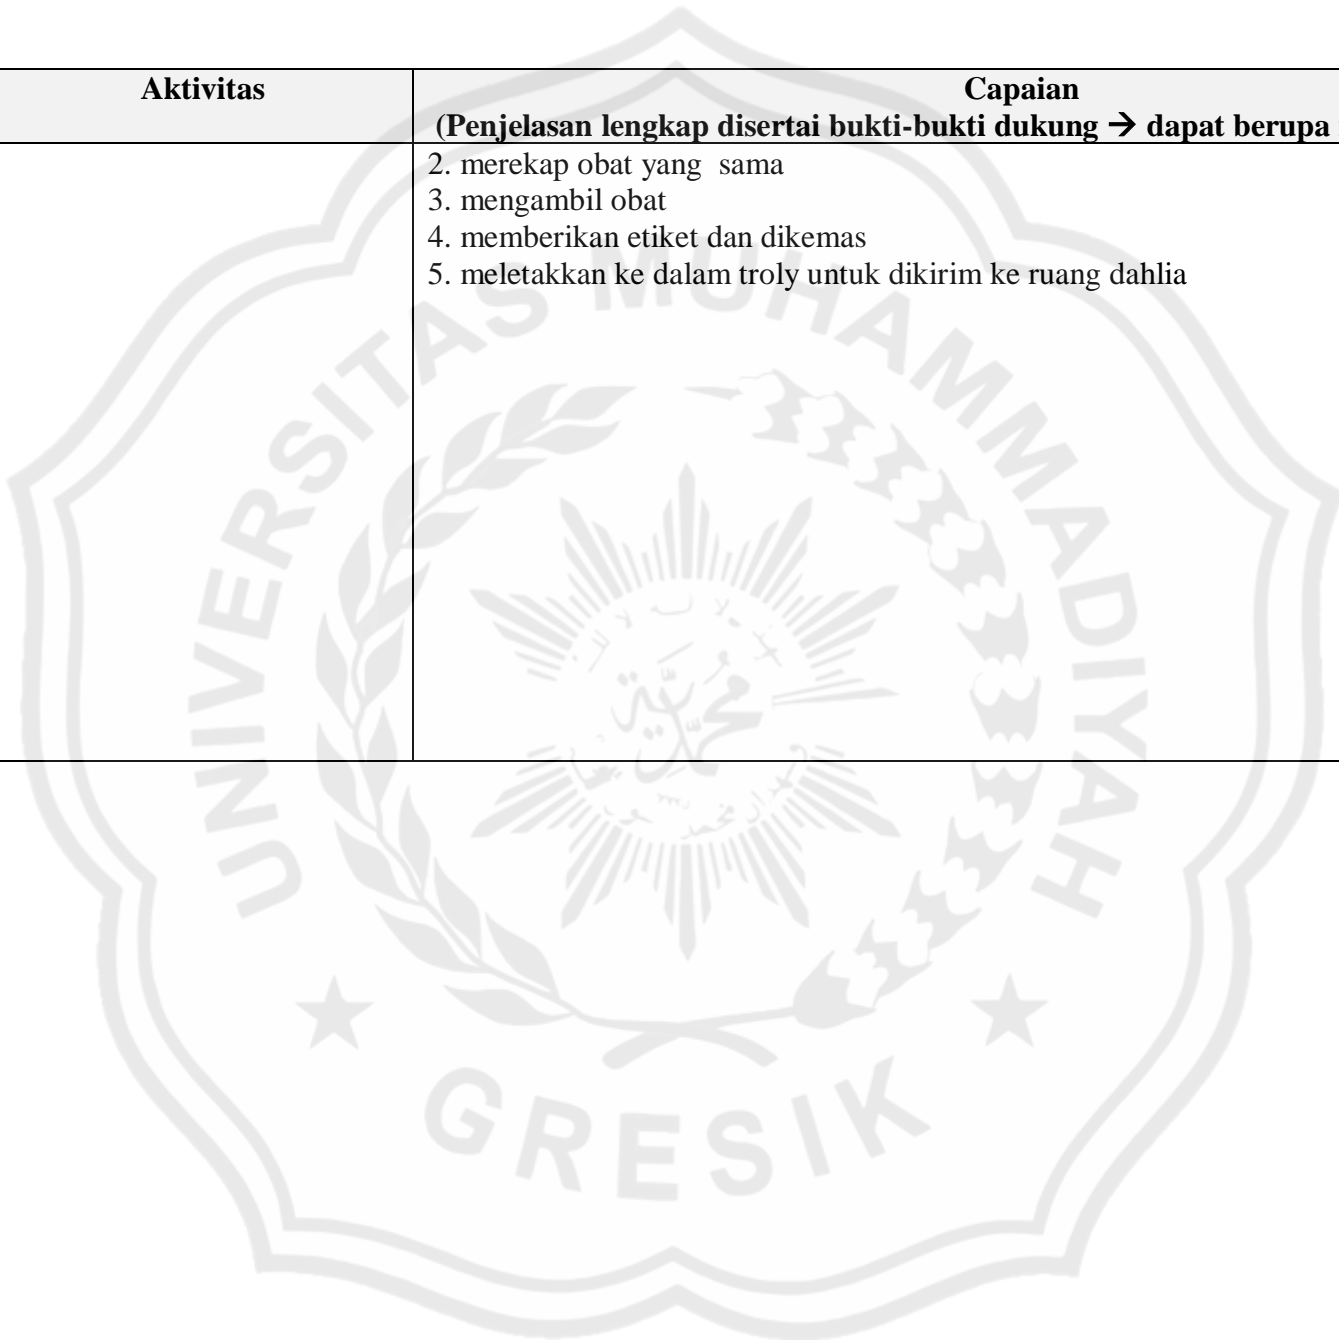 Aktivitas
Capaian
(Penjelasan lengkap disertai bukti-bukti dukung → dapat berupa
2. merekap obat yang sama
3. mengambil obat
4. memberikan etiket dan dikemas
5. meletakkan ke dalam troly untuk dikirim ke ruang dahlia
UNIVERSITAS MUHAMMADIYAH
GRESIK